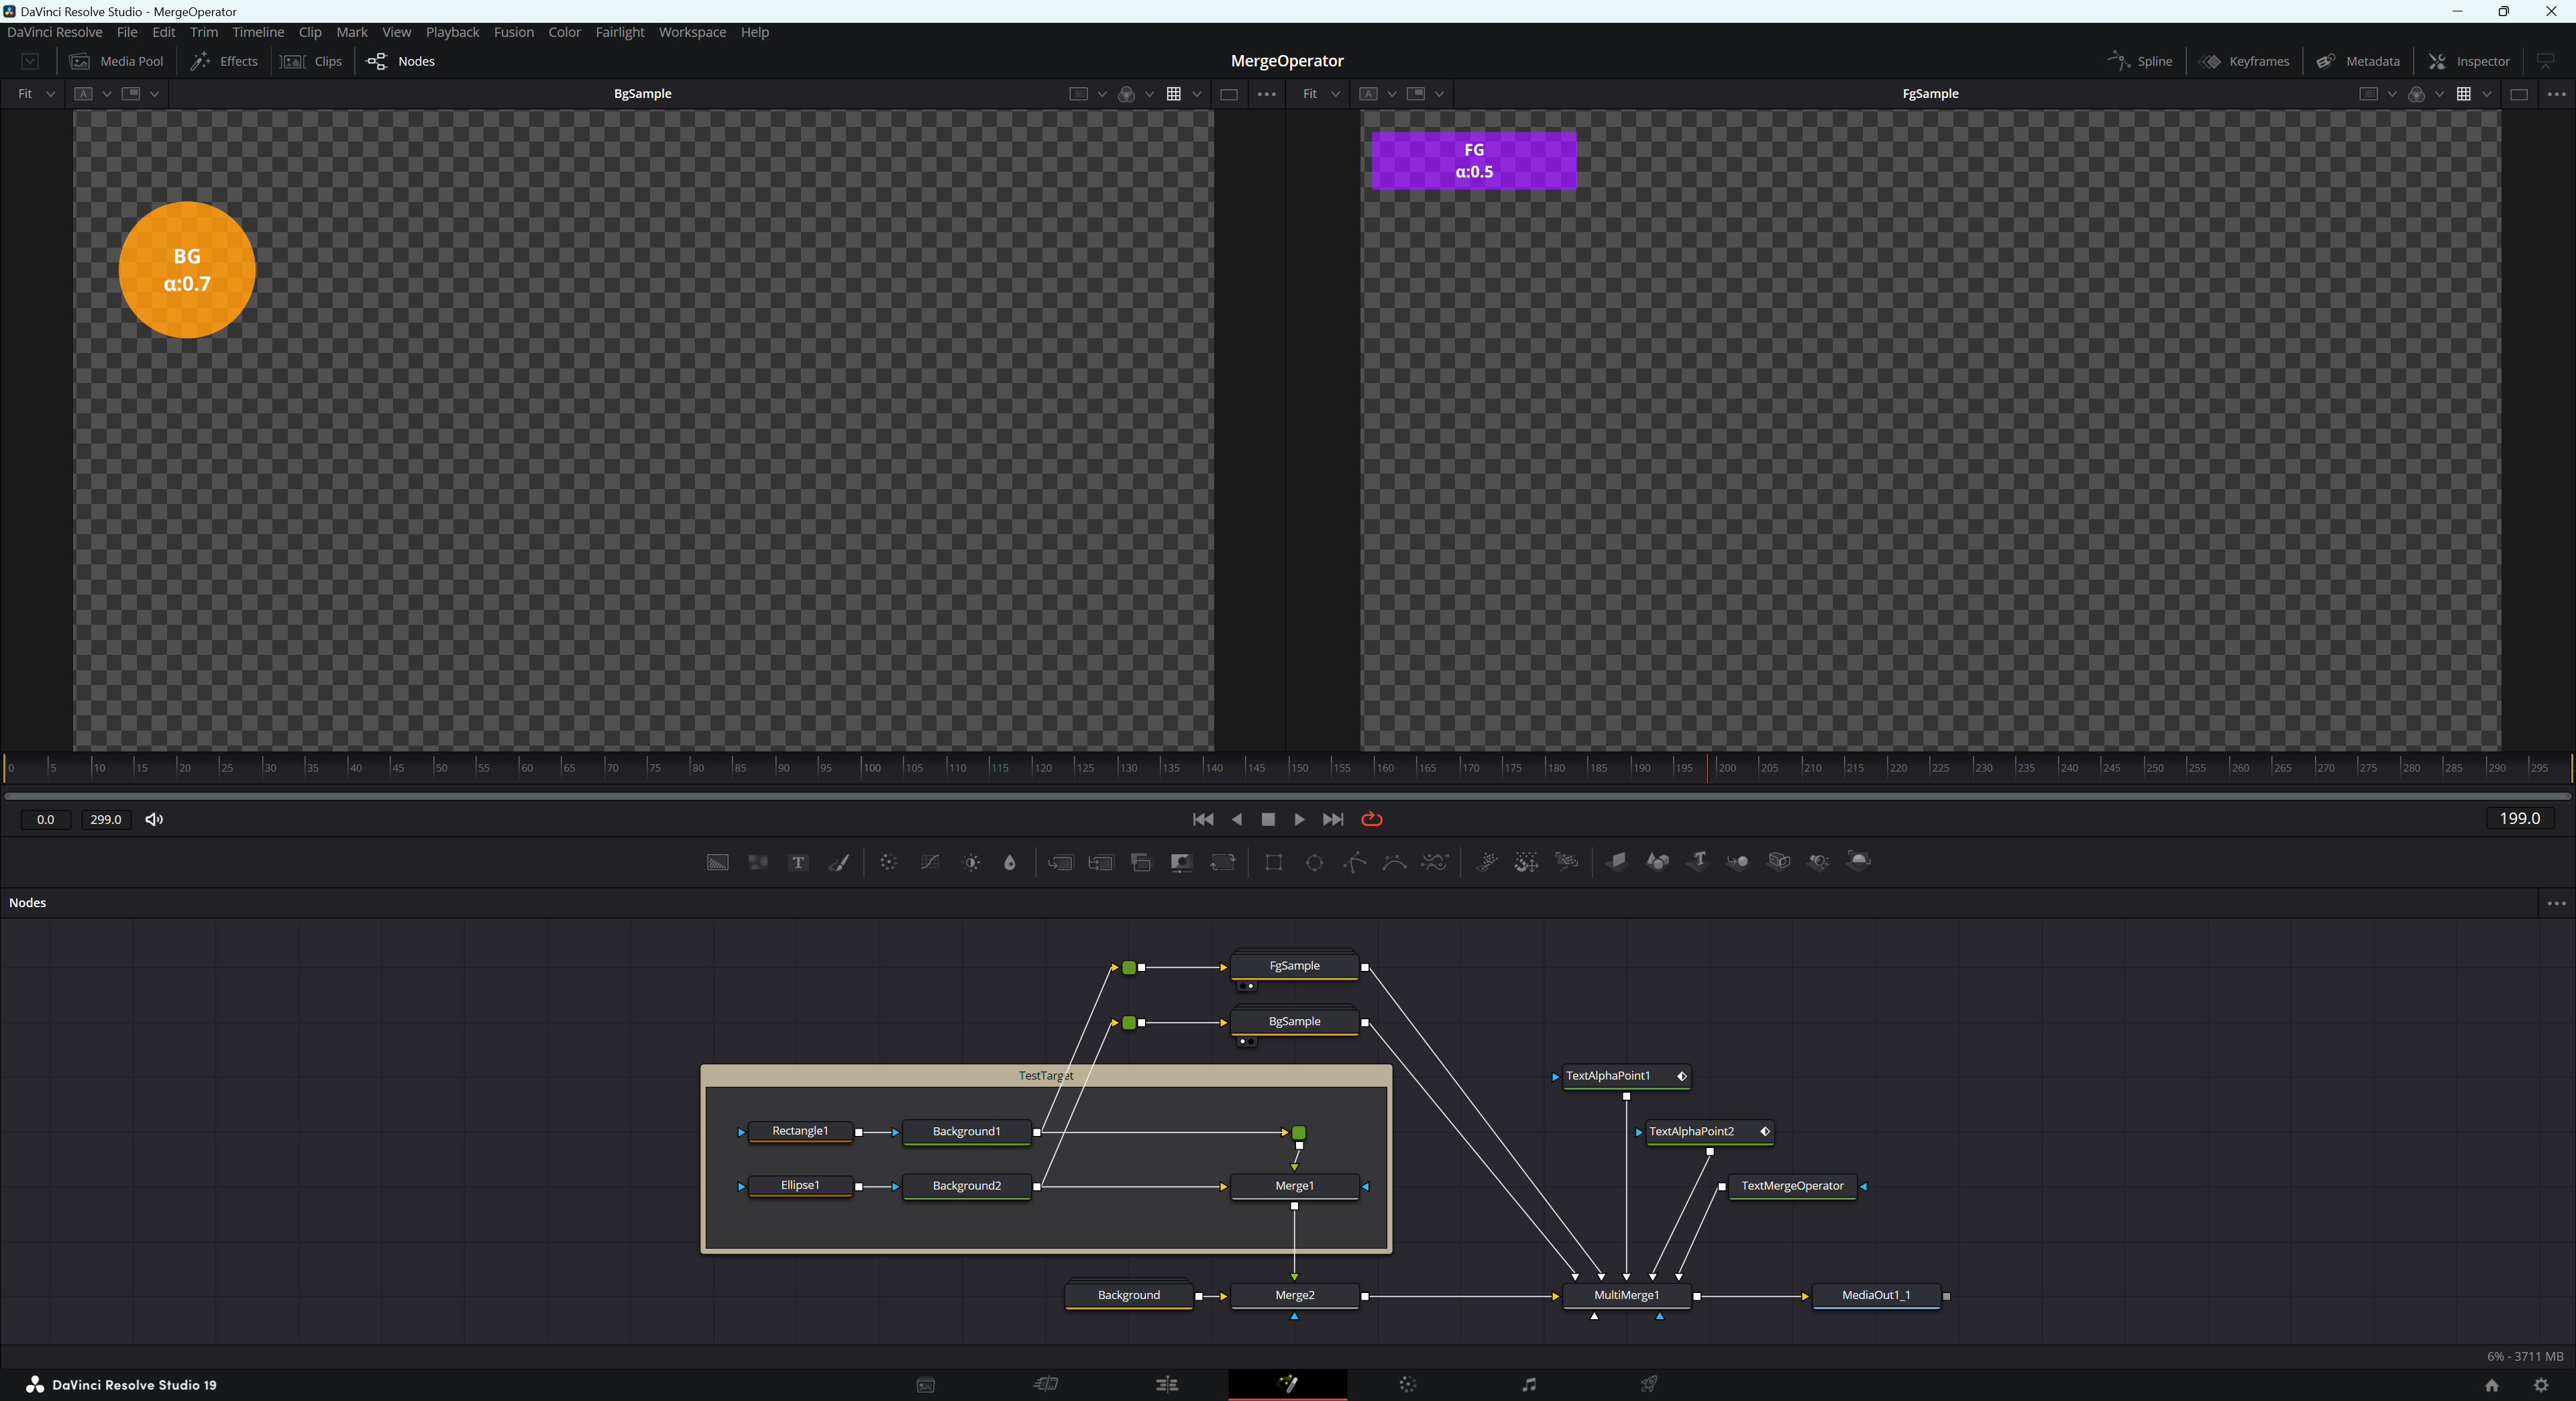 DaVinci Resolve Studio - MergeOperator
DaVinci Resolve File Edit Trim Timeline Clip Mark View Playback Fusion Color Fairlight Workspace Help
Media Pool Effects Clips Nodes MergeOperator Spline Keyframes Metadata Inspector
Fit A BgSample Fit A FgSample
FG
α:0.5
BG
α:0.7
0 5 10 15 20 25 30 35 40 45 50 55 60 65 70 75 80 85 90 95 100 105 110 115 120 125 130 135 140 145 150 155 160 165 170 175 180 185 190 195 200 205 210 215 220 225 230 235 240 245 250 255 260 265 270 275 280 285 290 295
0.0 299.0 199.0
T T
Nodes
FgSample
BgSample
TestTarget TextAlphaPoint1
Rectangle1 Background1 TextAlphaPoint2
Ellipse1 Background2 Merge1 TextMergeOperator
Background Merge2 MultiMerge1 MediaOut1_1
6% - 3711 MB
DaVinci Resolve Studio 19